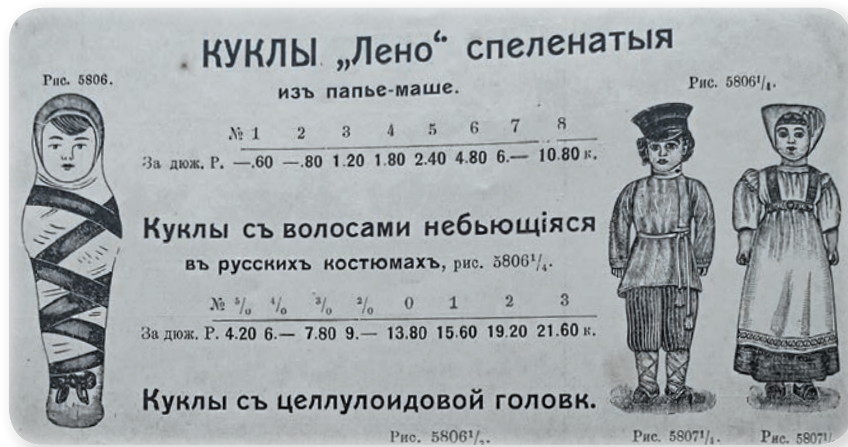 КУКЛЫ „Лено“ спеленатыя
Рис. 5806.
изъ папье-маше.
Рис. 5806¹/₄.
№ 1 2 3 4 5 6 7 8
За дюж. Р. —.60 —.80 1.20 1.80 2.40 4.80 6.— 10.80 к.
Куклы съ волосами небьющіяся
въ русскихъ костюмахъ, рис. 5806¹/₄.
№ ⁵/₀ ⁴/₀ ³/₀ ²/₀ 0 1 2 3
За дюж. Р. 4.20 6.— 7.80 9.— 13.80 15.60 19.20 21.60 к.
Куклы съ целлулоидовой головк.
Рис. 5806¹/₂. Рис. 5807¹/₄. Рис. 5807¹/